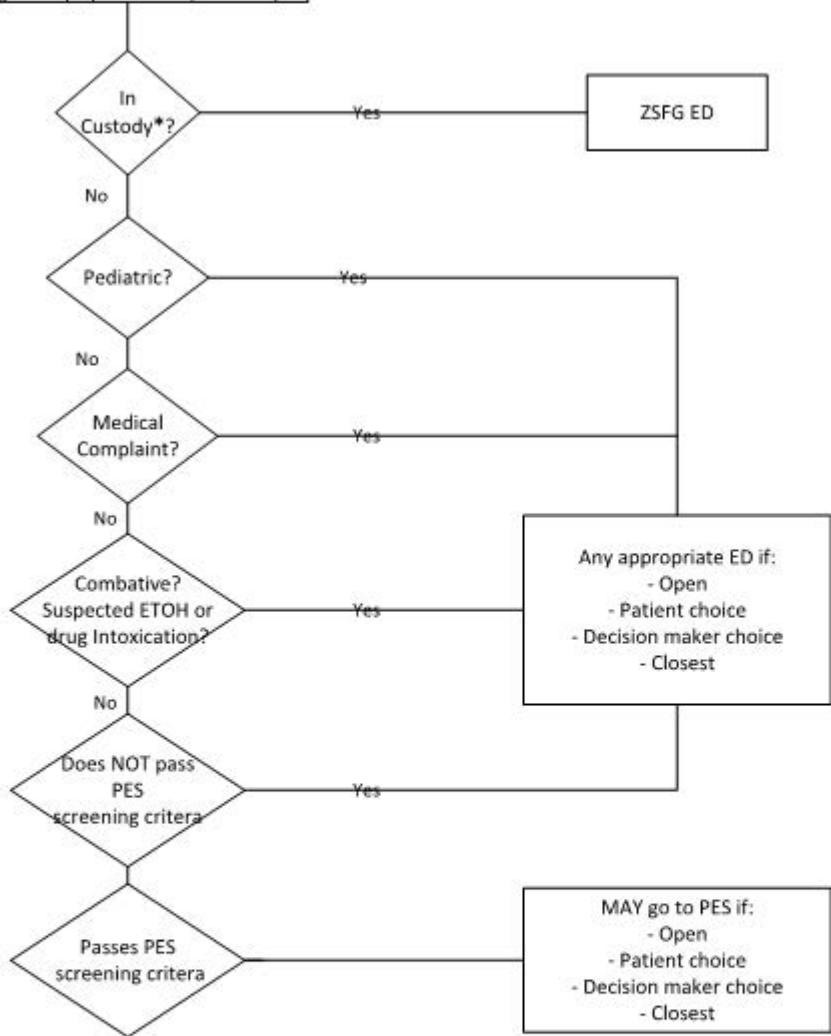 In
Custody*?
Yes
ZSFG ED
No
Pediatric?
Yes
No
Medical
Complaint?
Yes
No
Combative?
Suspected ETOH or
drug Intoxication?
Yes
Any appropriate ED if:
- Open
- Patient choice
- Decision maker choice
- Closest
No
Does NOT pass
PES
screening critera
Yes
Passes PES
screening critera
MAY go to PES if:
- Open
- Patient choice
- Decision maker choice
- Closest